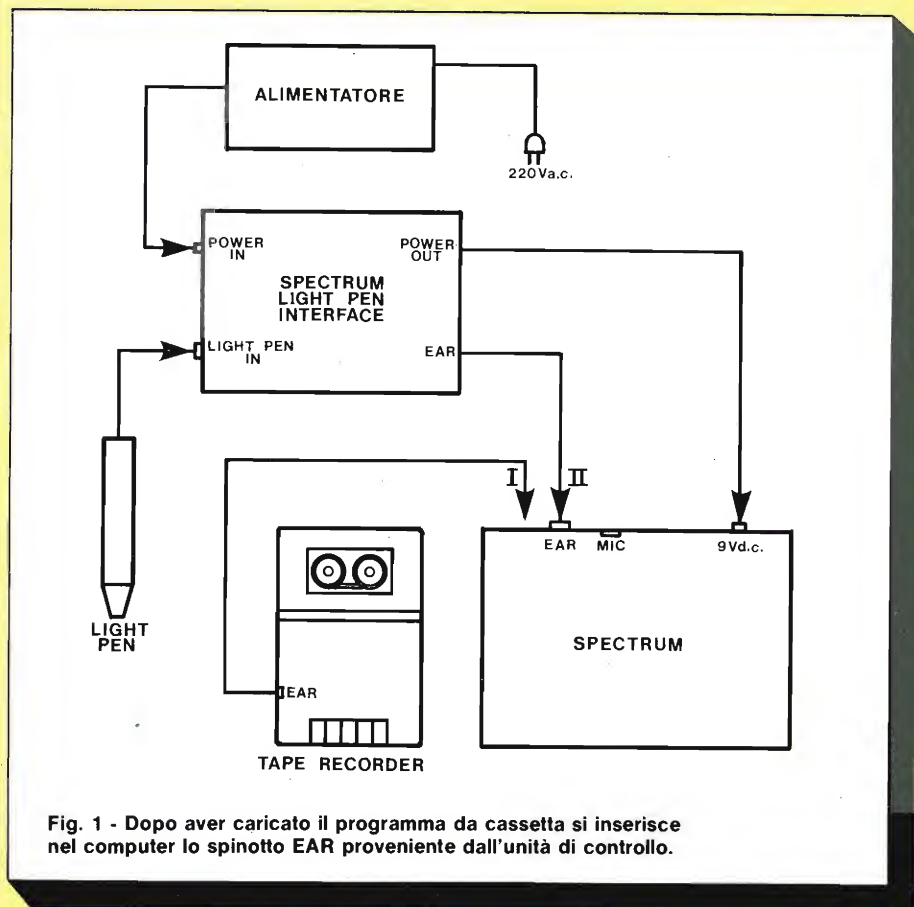 ALIMENTATORE
220Va.c.
POWER
IN
POWER
OUT
SPECTRUM
LIGHT PEN
INTERFACE
LIGHT PEN
IN
EAR
I
II
EAR
MIC
9Vd.c.
LIGHT
PEN
SPECTRUM
EAR
TAPE RECORDER
Fig. 1 - Dopo aver caricato il programma da cassetta si inserisce
nel computer lo spinotto EAR proveniente dall'unità di controllo.